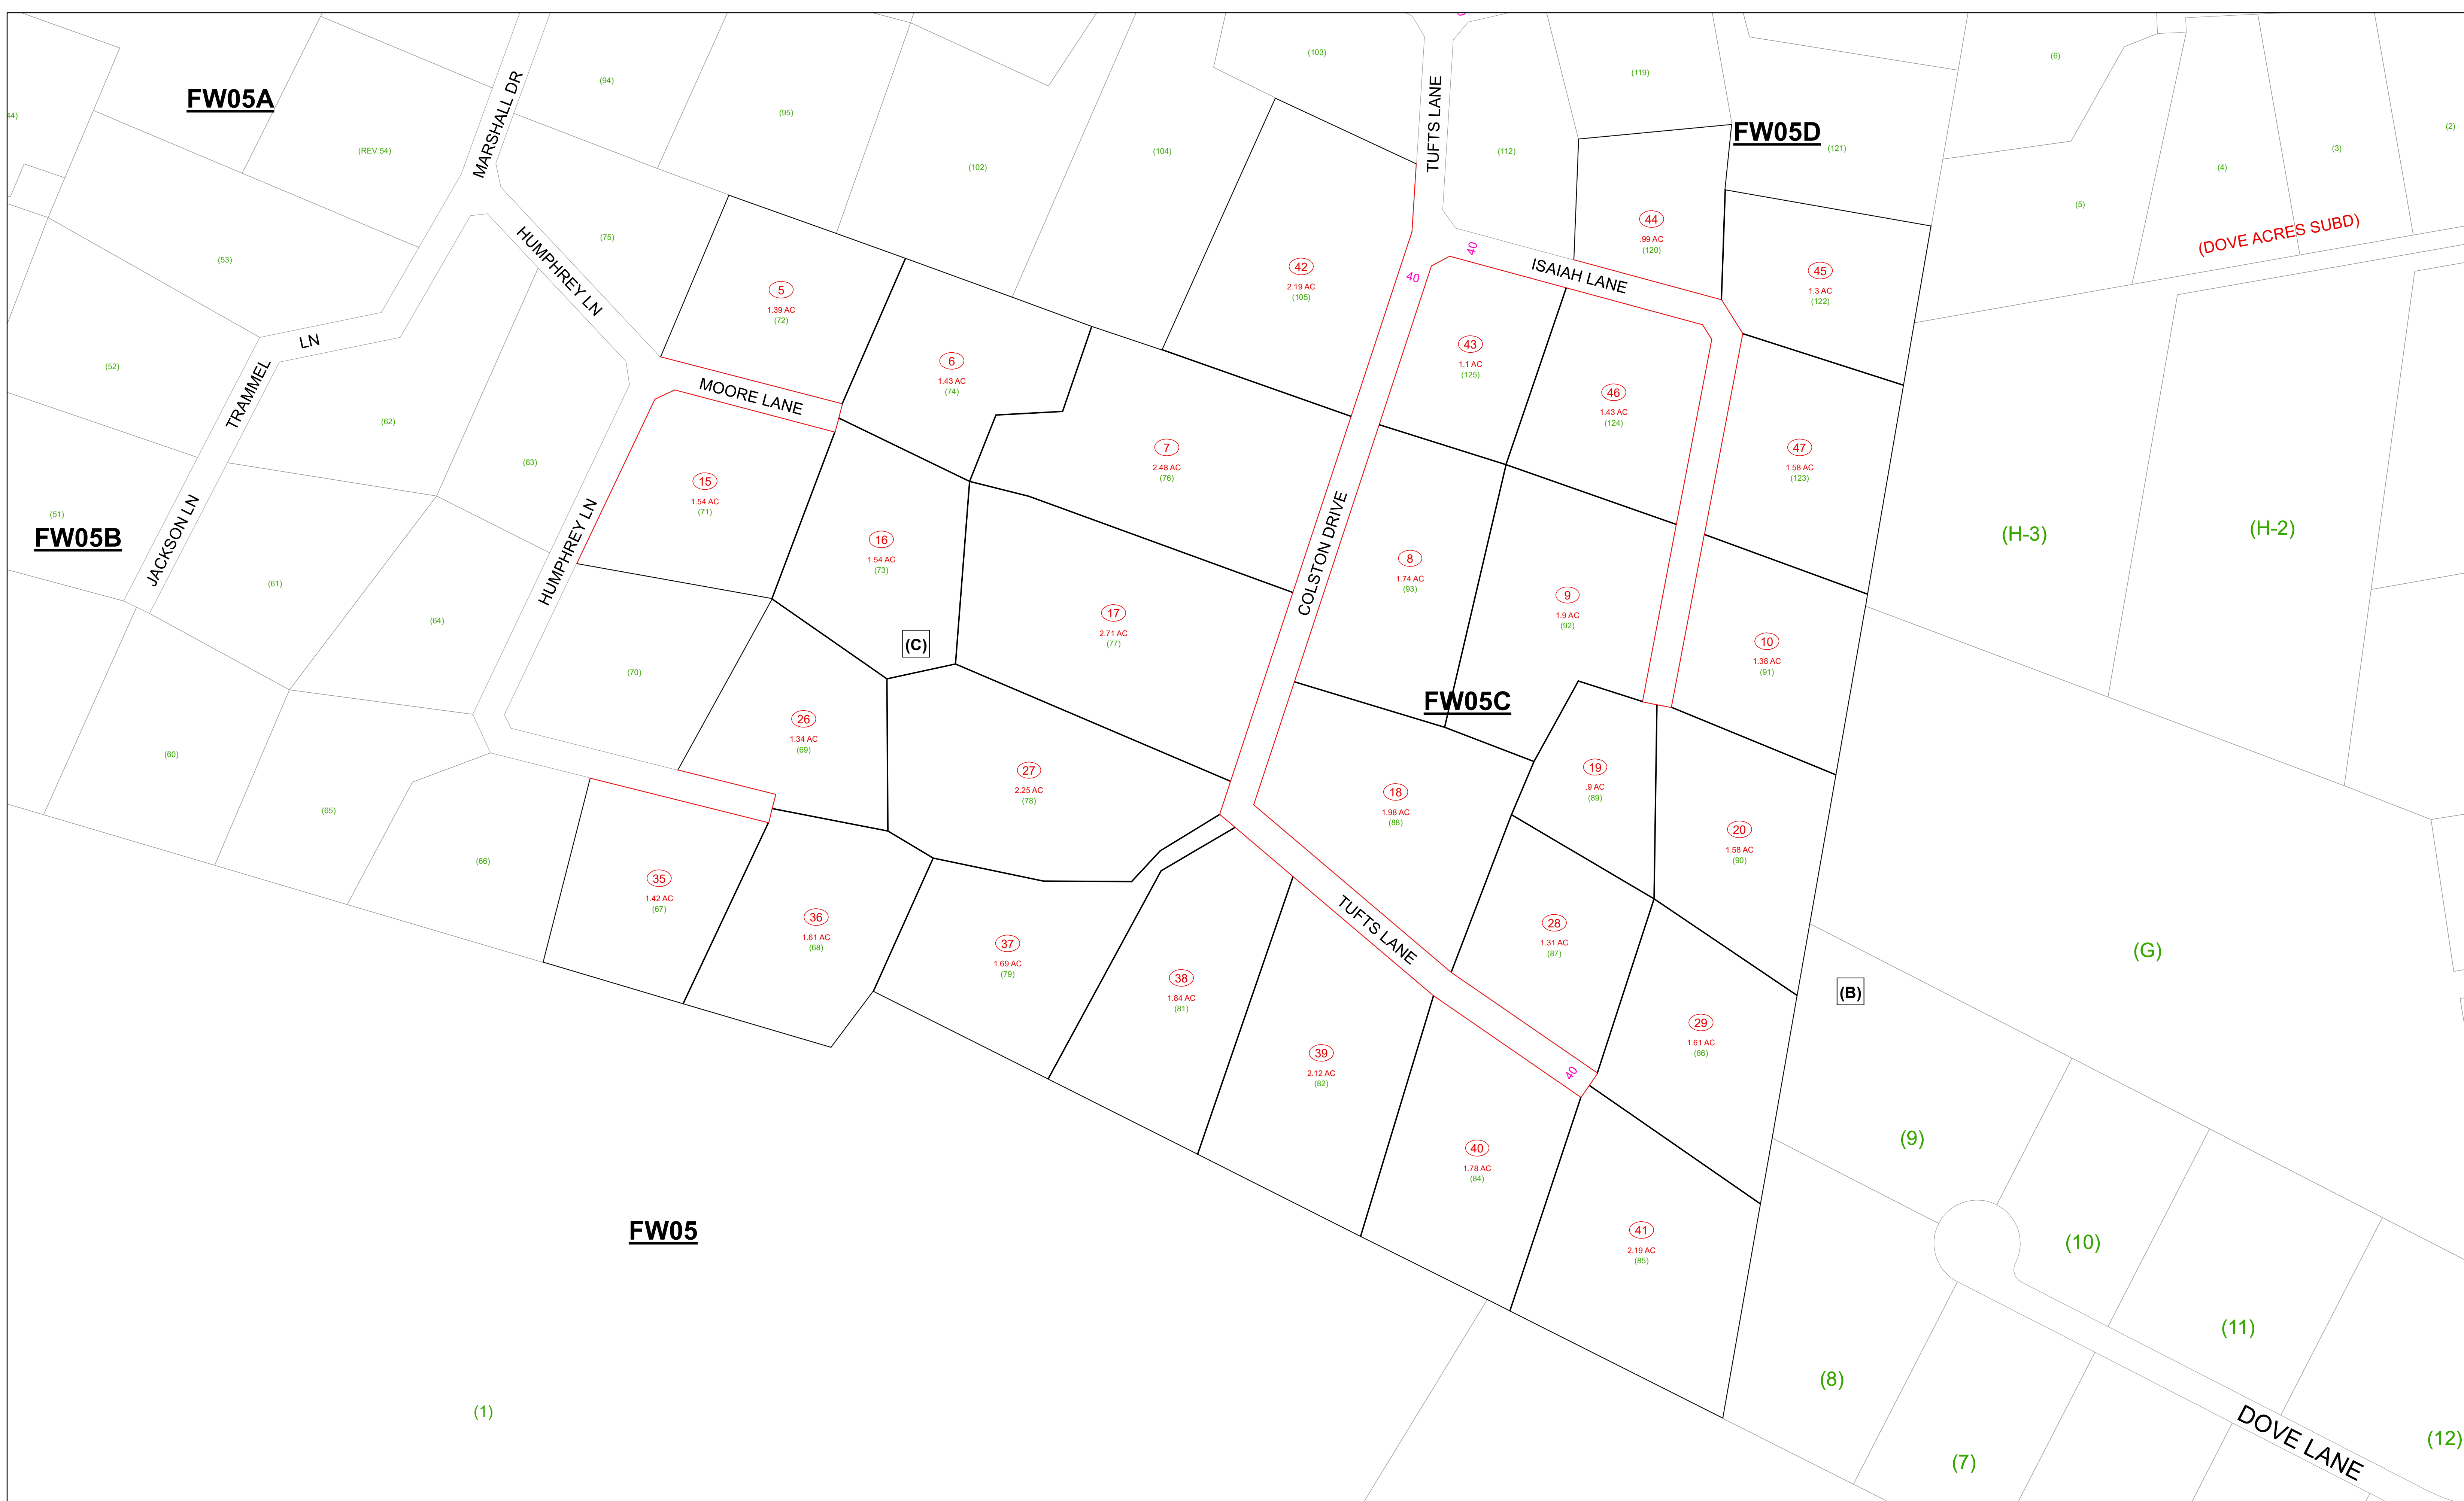 (6)
(103)
(119)
(94)
FW05A
TUFTS LANE
MARSHALL DR
(95)
44)
(2)
FW05D
(121)
(3)
(REV 54)
(104)
(112)
(102)
(4)
(5)
44
.99 AC
(120)
(DOVE ACRES SUBD)
(75)
HUMPHREY LN
40
(53)
42
2.19 AC
(105)
40
ISAIAH LANE
45
1.3 AC
(122)
5
1.39 AC
(72)
LN
43
1.1 AC
(125)
6
1.43 AC
(74)
(52)
TRAMMEL
MOORE LANE
46
1.43 AC
(124)
(62)
7
2.48 AC
(76)
47
1.58 AC
(123)
(63)
15
1.54 AC
(71)
(51)
FW05B
JACKSON LN
HUMPHREY LN
16
1.54 AC
(73)
COLSTON DRIVE
(H-3)
(H-2)
8
1.74 AC
(93)
(61)
9
1.9 AC
(92)
17
2.71 AC
(77)
(64)
(C)
10
1.38 AC
(91)
(70)
FW05C
26
1.34 AC
(69)
(60)
27
2.25 AC
(78)
19
.9 AC
(89)
18
1.98 AC
(88)
(65)
20
1.58 AC
(90)
(66)
35
1.42 AC
(67)
36
1.61 AC
(68)
TUFTS LANE
28
1.31 AC
(87)
37
1.69 AC
(79)
(G)
38
1.84 AC
(81)
(B)
29
1.61 AC
(86)
39
2.12 AC
(82)
40
(9)
40
1.78 AC
(84)
FW05
41
2.19 AC
(85)
(10)
(11)
(8)
(1)
DOVE LANE
(12)
(7)